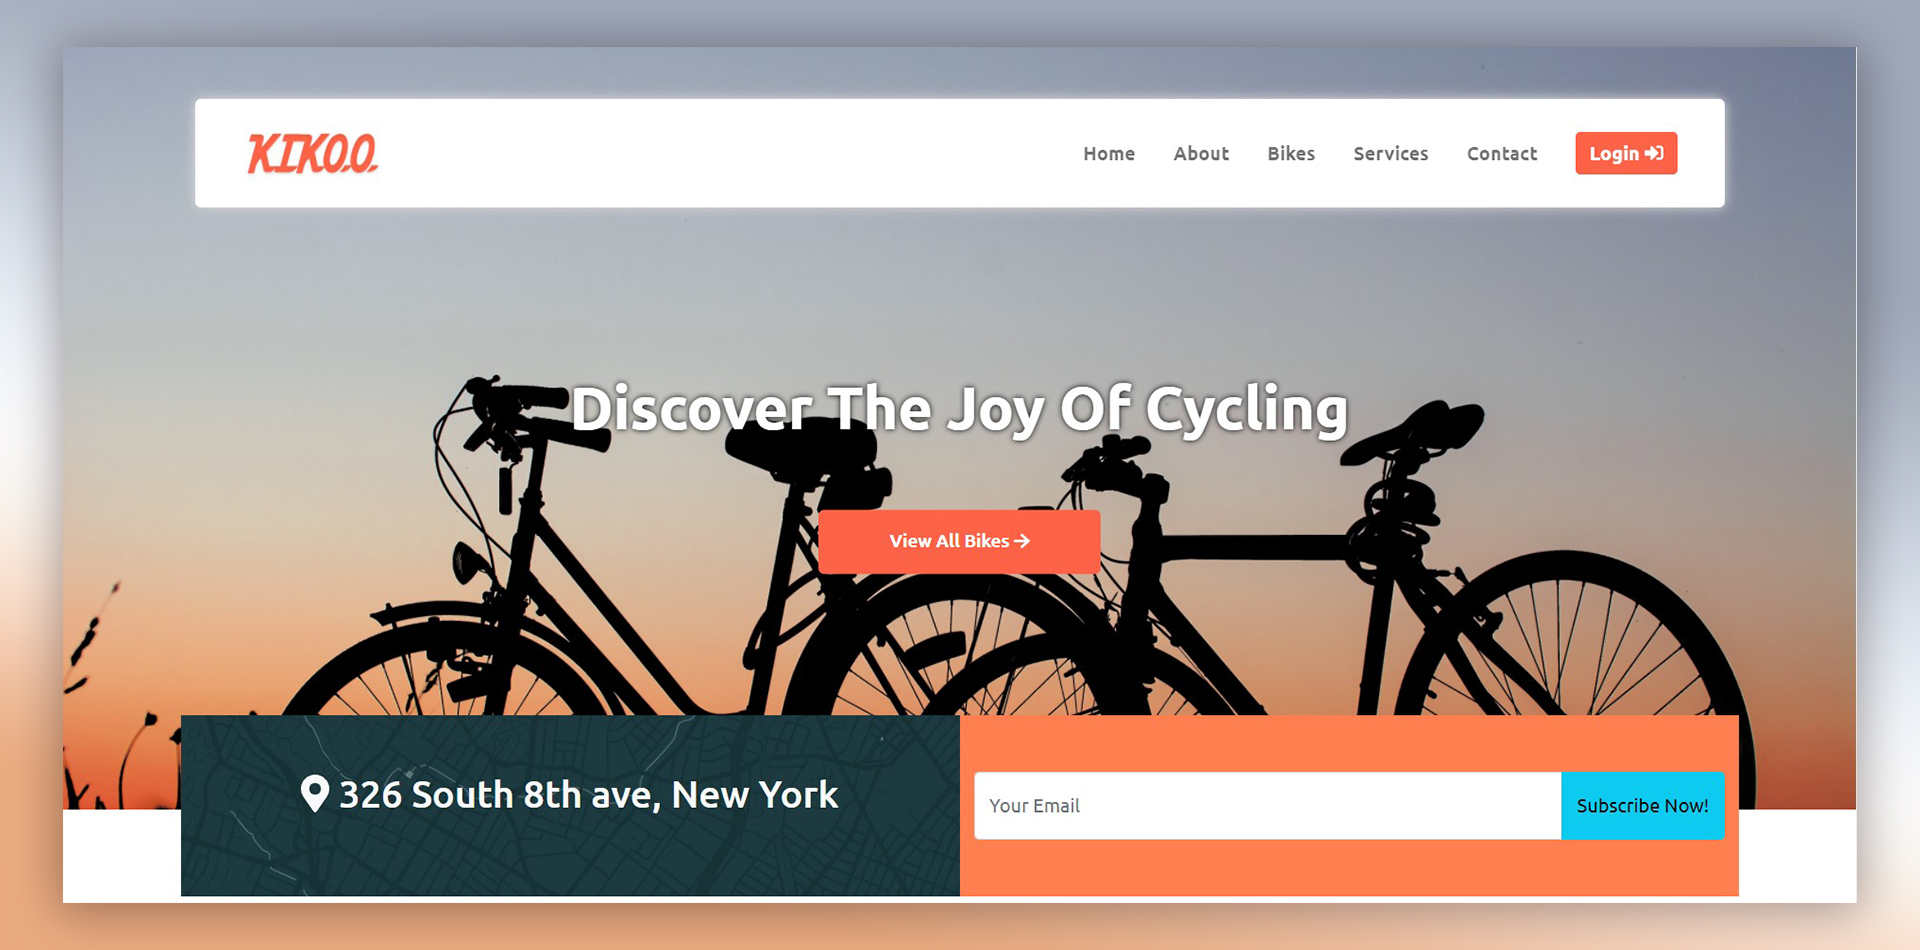 KIKOO
Home About Bikes Services Contact Login
Discover The Joy Of Cycling
View All Bikes
326 South 8th ave, New York
Your Email
Subscribe Now!